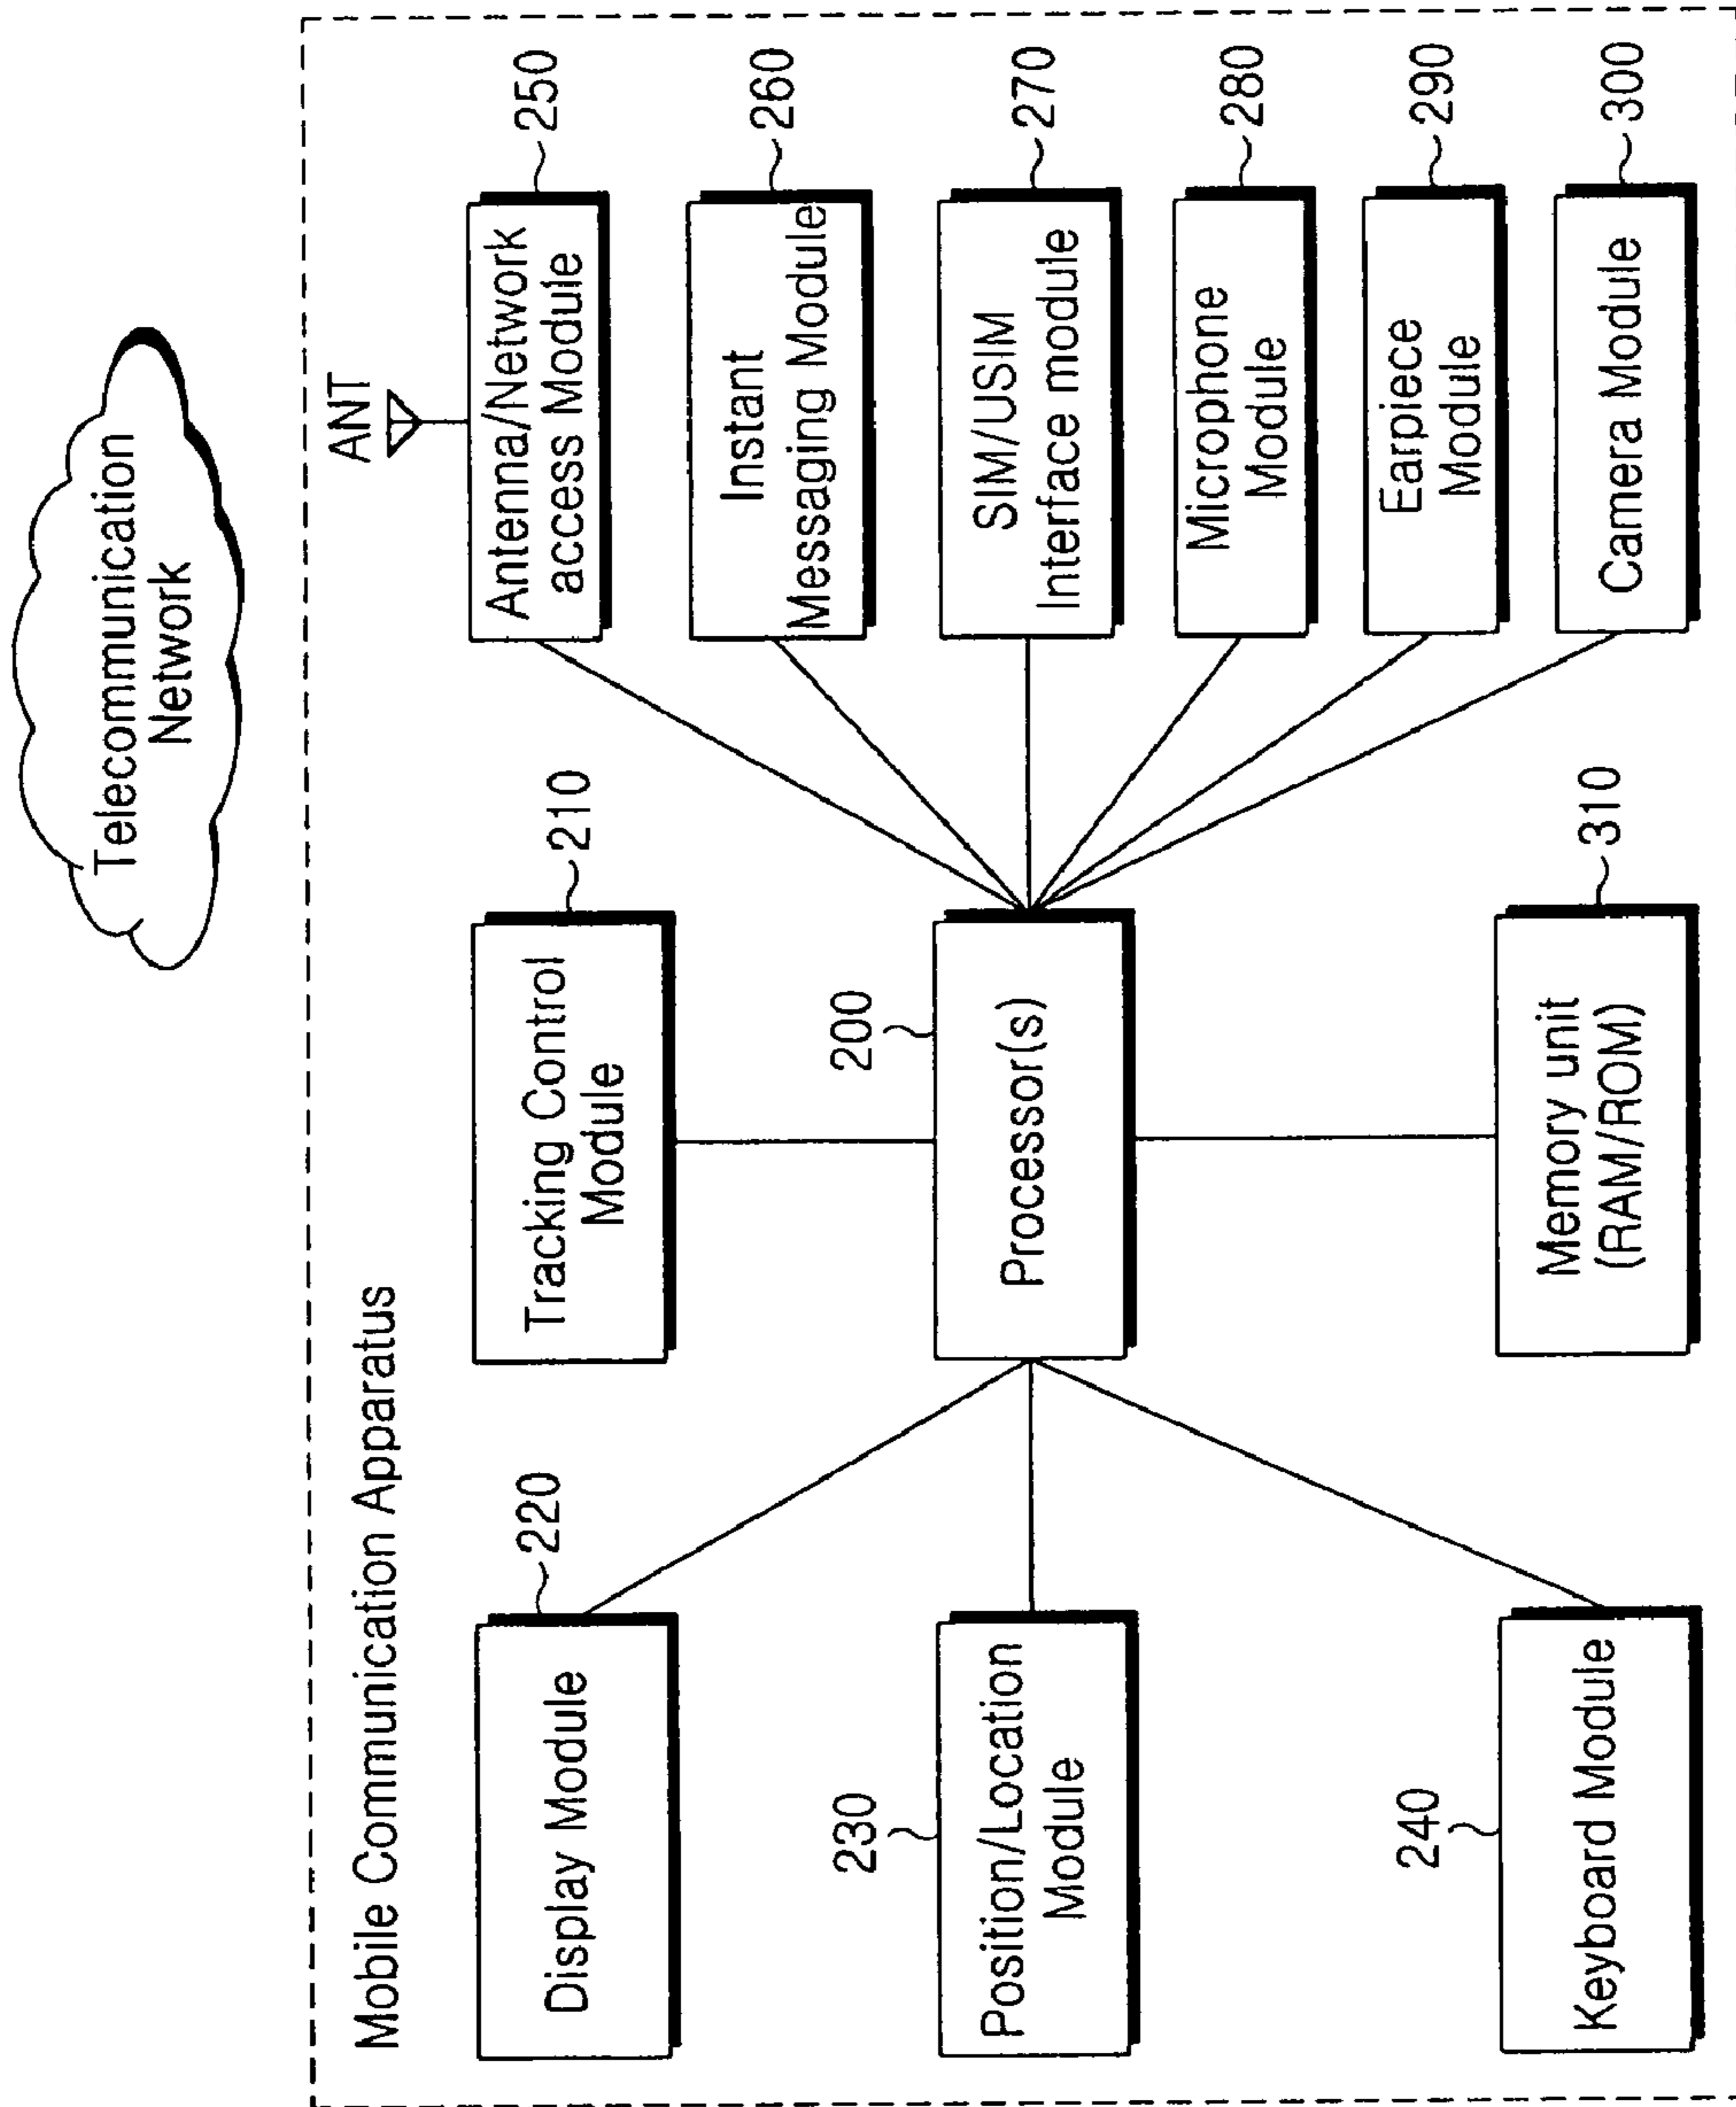 Telecommunication
Network
Mobile Communication Apparatus
ANT
Display Module
220
Tracking Control
Module
210
Antenna/Network
access Module
250
Instant
Messaging Module
260
Position/Location
Module
230
Processor(s)
200
SIM/USIM
Interface module
270
Microphone
Module
280
Earpiece
Module
290
Keyboard Module
240
Memory unit
(RAM/ROM)
310
Camera Module
300